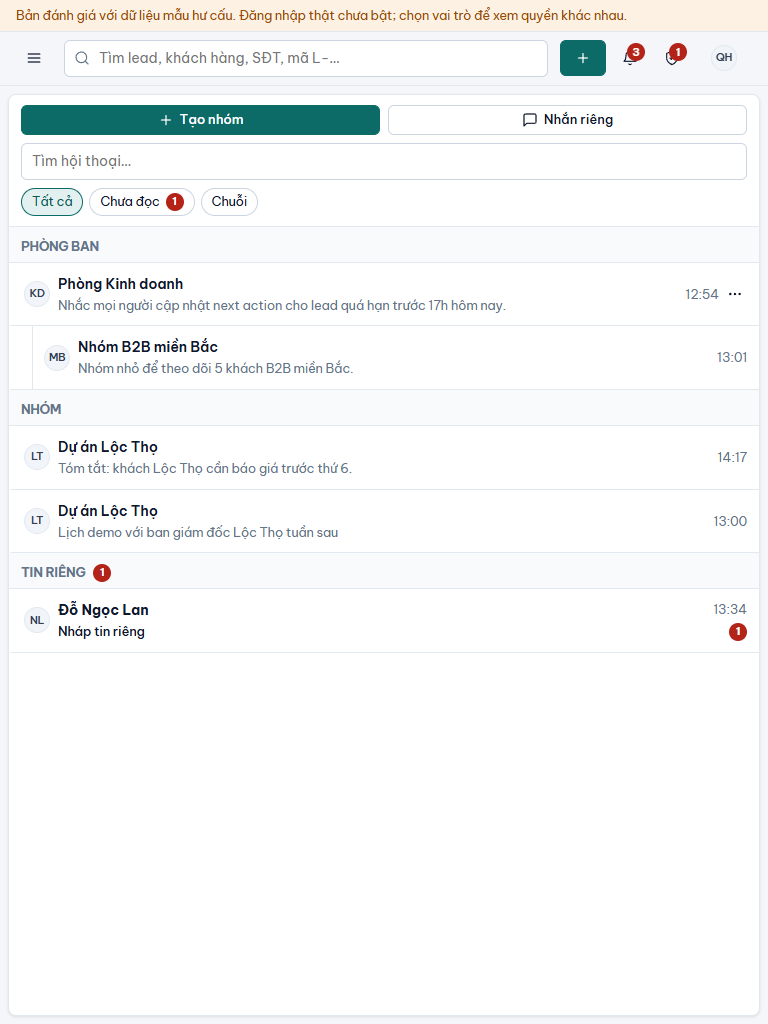 Bản đánh giá với dữ liệu mẫu hư cấu. Đăng nhập thật chưa bật; chọn vai trò để xem quyền khác nhau.
Tìm lead, khách hàng, SĐT, mã L-...
3
1
QH
Tạo nhóm
Nhắn riêng
Tìm hội thoại...
Tất cả
Chưa đọc 1
Chuỗi
PHÒNG BAN
KD
Phòng Kinh doanh
Nhắc mọi người cập nhật next action cho lead quá hạn trước 17h hôm nay.
12:54
MB
Nhóm B2B miền Bắc
Nhóm nhỏ để theo dõi 5 khách B2B miền Bắc.
13:01
NHÓM
LT
Dự án Lộc Thọ
Tóm tắt: khách Lộc Thọ cần báo giá trước thứ 6.
14:17
LT
Dự án Lộc Thọ
Lịch demo với ban giám đốc Lộc Thọ tuần sau
13:00
TIN RIÊNG 1
NL
Đỗ Ngọc Lan
Nháp tin riêng
13:34
1